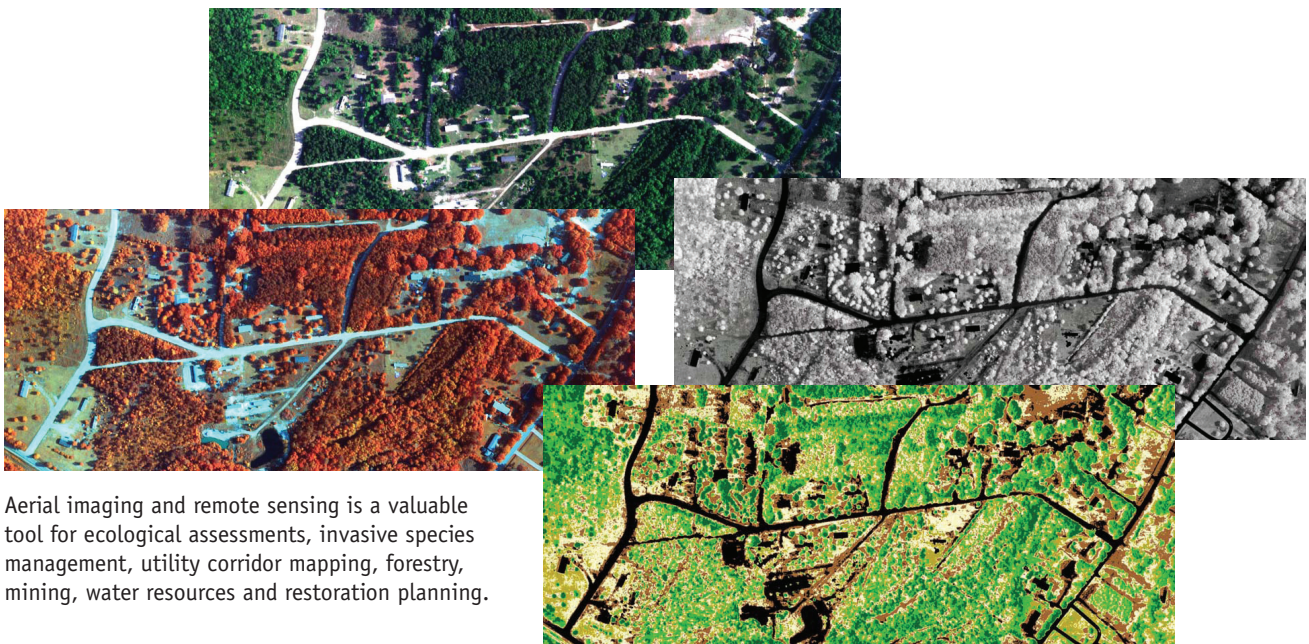 Aerial imaging and remote sensing is a valuable
tool for ecological assessments, invasive species
management, utility corridor mapping, forestry,
mining, water resources and restoration planning.